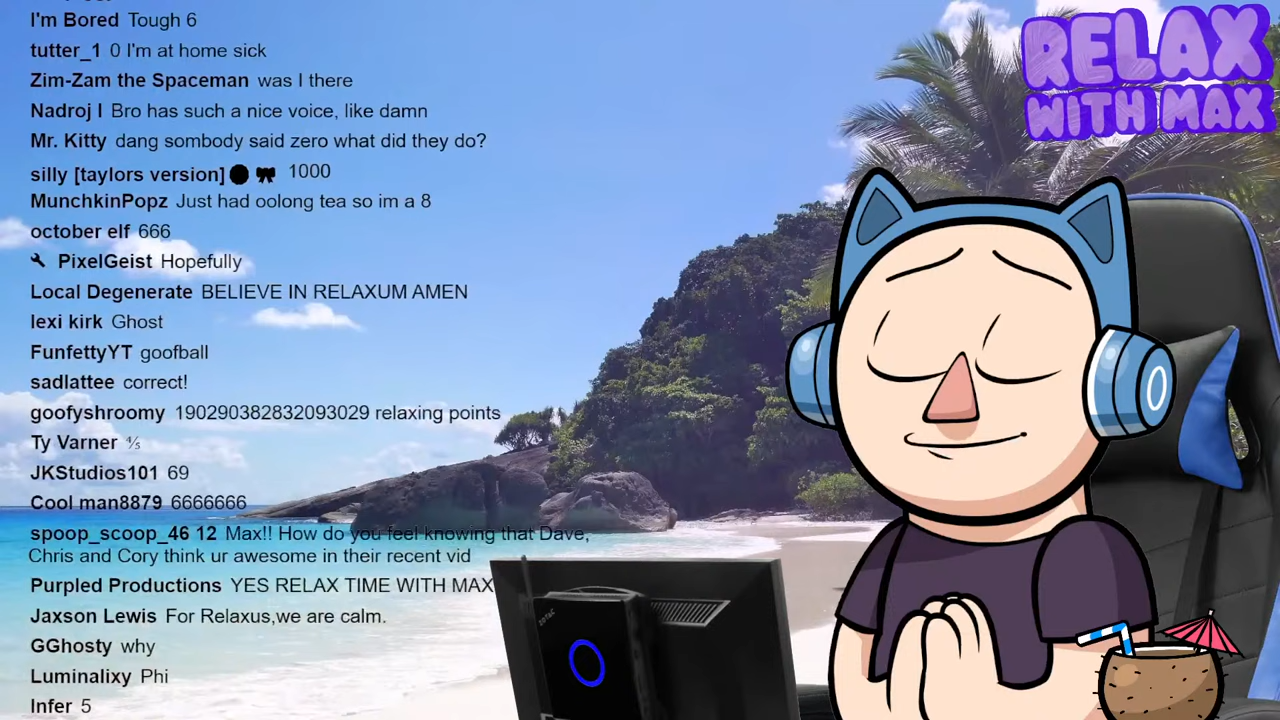 I'm Bored Tough 6
tutter_1 0 I'm at home sick
Zim-Zam the Spaceman was I there
Nadroj I Bro has such a nice voice, like damn
Mr. Kitty dang sombody said zero what did they do?
silly [taylors version] 1000
MunchkinPopz Just had oolong tea so im a 8
october elf 666
PixelGeist Hopefully
Local Degenerate BELIEVE IN RELAXUM AMEN
lexi kirk Ghost
FunfettyYT goofball
sadlattee correct!
goofyshroomy 190290382832093029 relaxing points
Ty Varner ⅘
JKStudios101 69
Cool man8879 6666666
spoop_scoop_46 12 Max!! How do you feel knowing that Dave,
Chris and Cory think ur awesome in their recent vid
Purpled Productions YES RELAX TIME WITH MAX
Jaxson Lewis For Relaxus,we are calm.
GGhosty why
Luminalixy Phi
Infer 5
RELAX
WITH MAX
ZOTAC